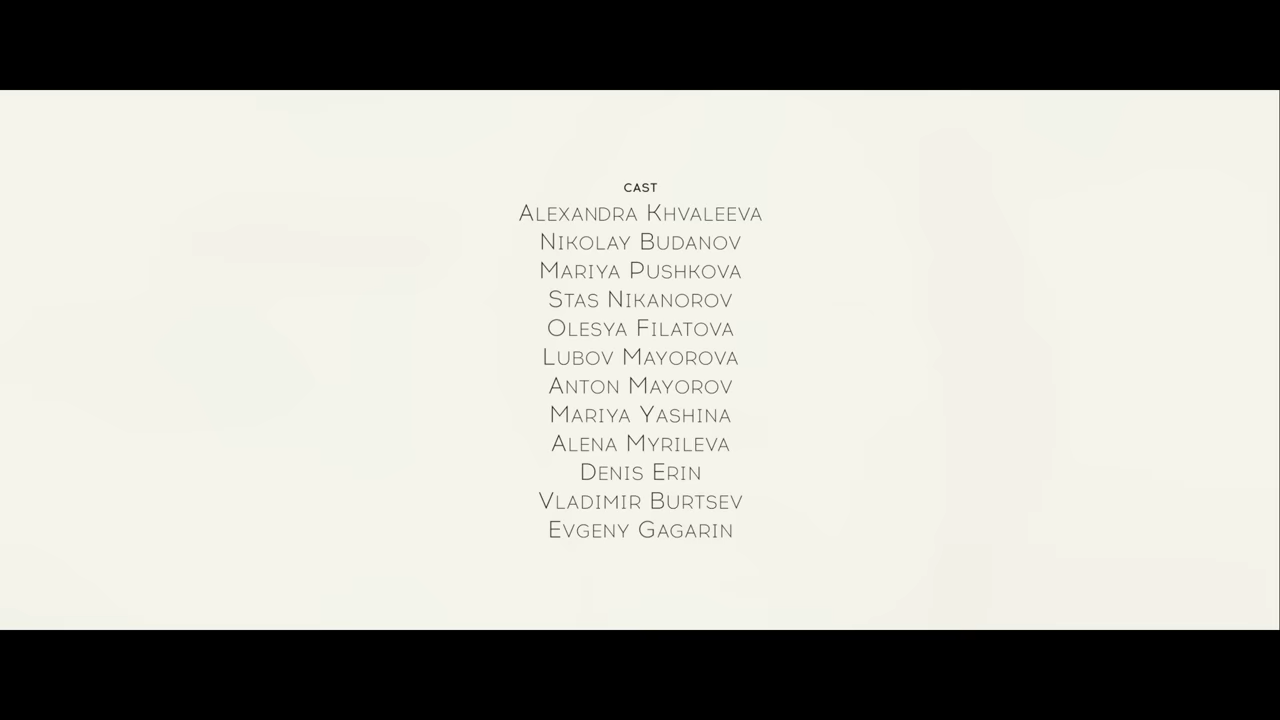 CAST
ALEXANDRA KHVALEEVA
NIKOLAY BUDANOV
MARIYA PUSHKOVA
STAS NIKANOROV
OLESYA FILATOVA
LUBOV MAYOROVA
ANTON MAYOROV
MARIYA YASHINA
ALENA MYRILEVA
DENIS ERIN
VLADIMIR BURTSEV
EVGENY GAGARIN